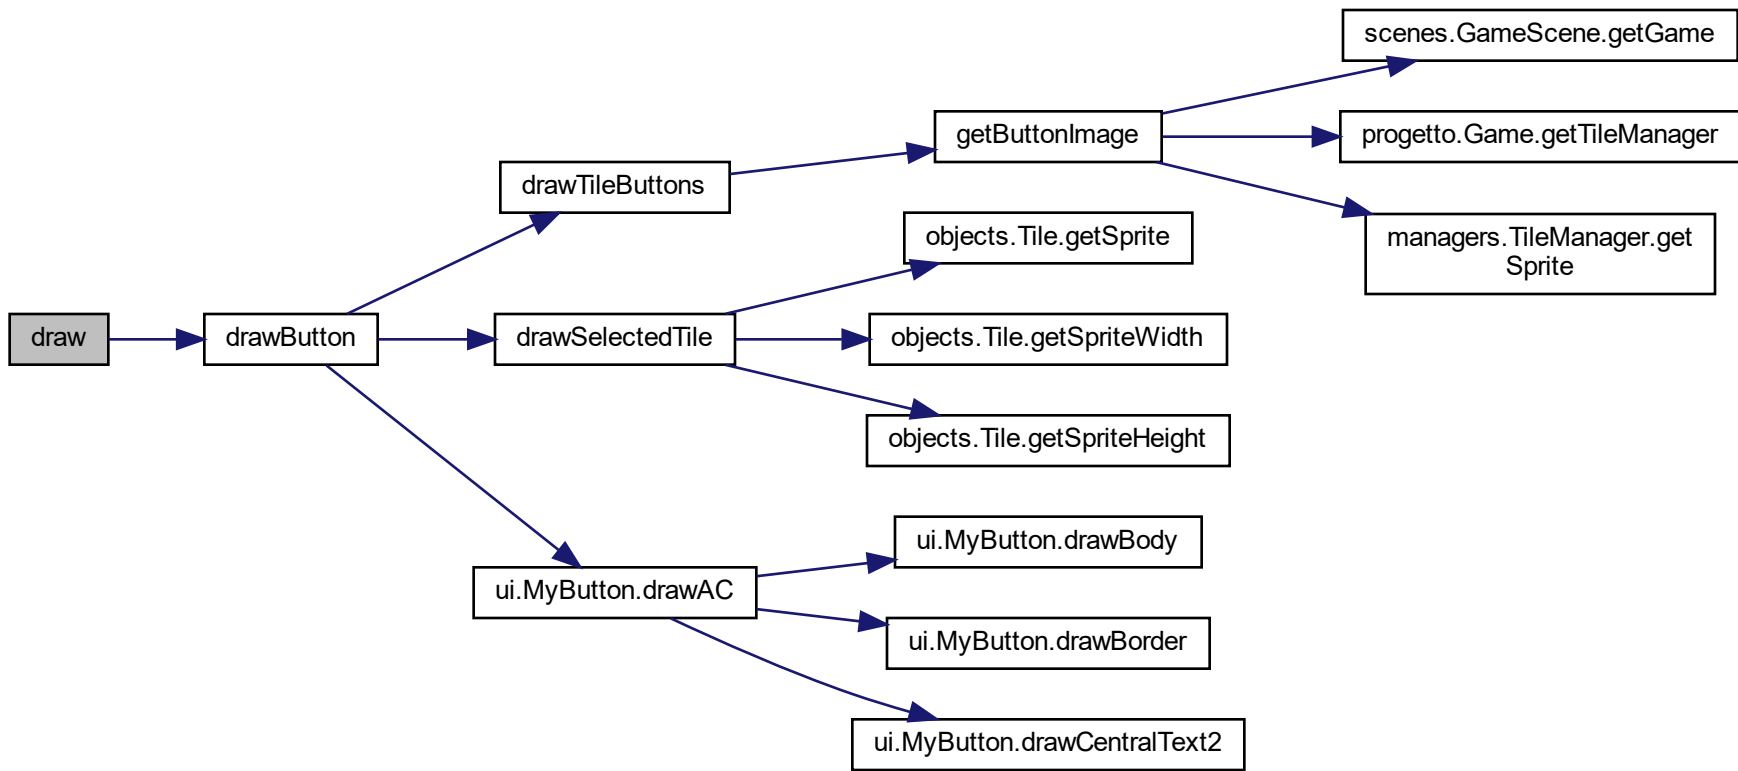 draw
drawButton
drawTileButtons
getButtonImage
scenes.GameScene.getGame
progetto.Game.getTileManager
managers.TileManager.get
Sprite
drawSelectedTile
objects.Tile.getSprite
objects.Tile.getSpriteWidth
objects.Tile.getSpriteHeight
ui.MyButton.drawAC
ui.MyButton.drawBody
ui.MyButton.drawBorder
ui.MyButton.drawCentralText2